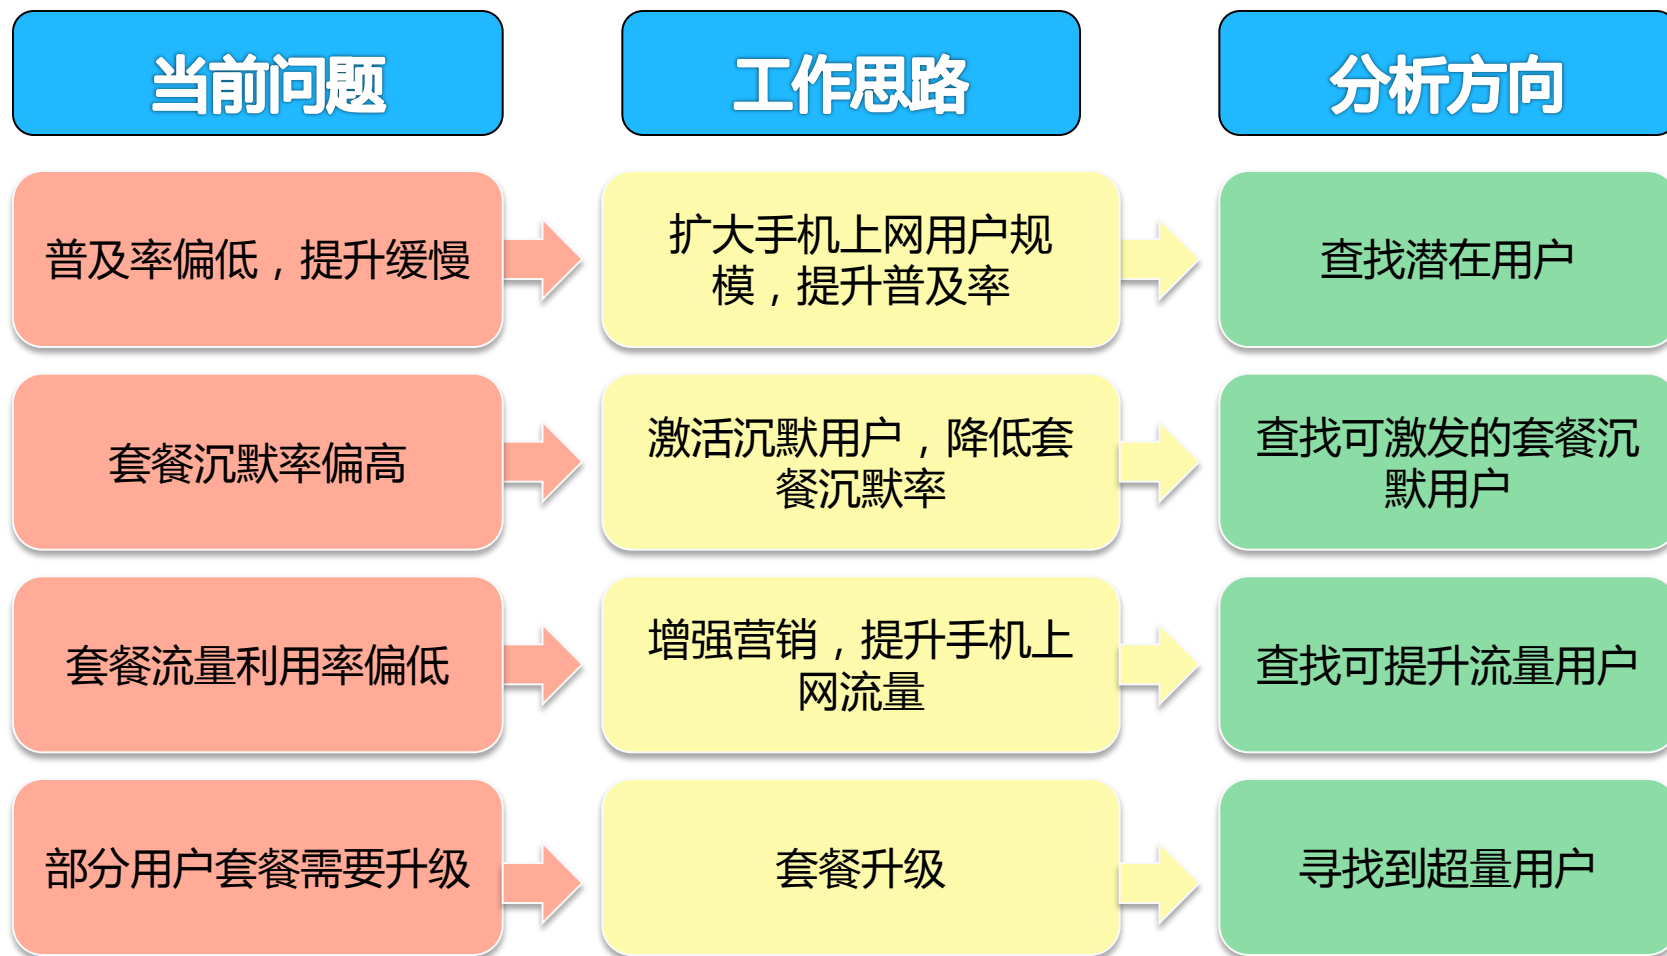 当前问题
工作思路
分析方向
普及率偏低，提升缓慢
扩大手机上网用户规
模，提升普及率
查找潜在用户
套餐沉默率偏高
激活沉默用户，降低套
餐沉默率
查找可激发的套餐沉
默用户
套餐流量利用率偏低
增强营销，提升手机上
网流量
查找可提升流量用户
部分用户套餐需要升级
套餐升级
寻找到超量用户